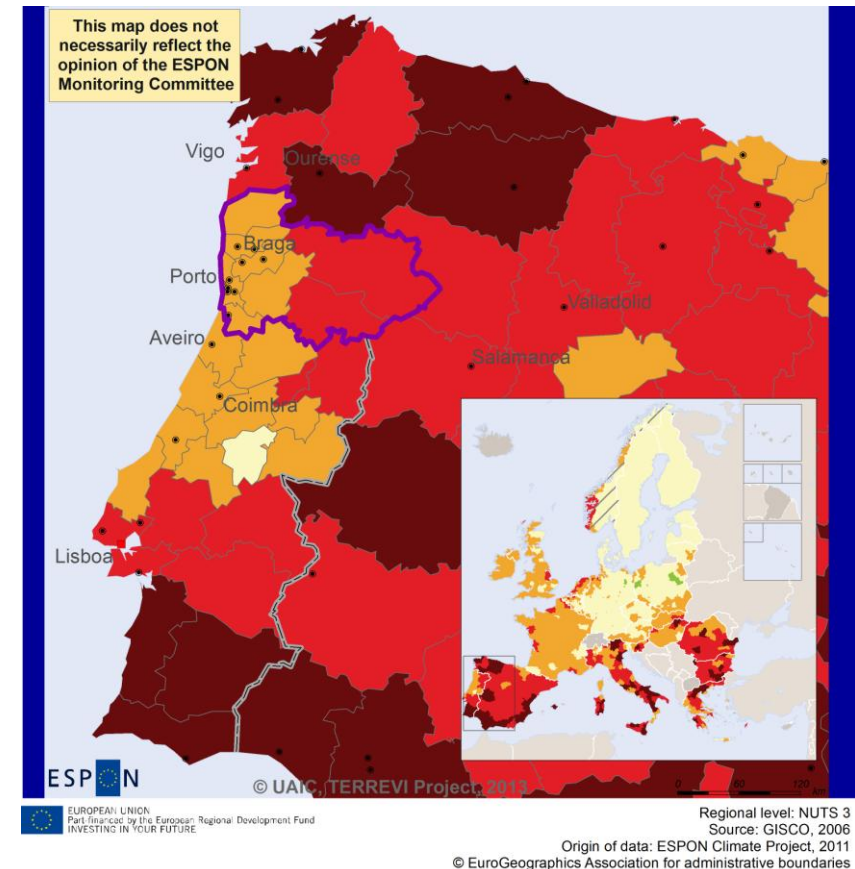 This map does not
necessarily reflect the
opinion of the ESPON
Monitoring Committee
Vigo
Ourense
Braga
Porto
Valladolid
Aveiro
Salamanca
Coimbra
Lisboa
ESPON
© UAIC, TERREVI Project, 2013
0 60 120
km
EUROPEAN UNION
Part-financed by the European Regional Development Fund
INVESTING IN YOUR FUTURE
Regional level: NUTS 3
Source: GISCO, 2006
Origin of data: ESPON Climate Project, 2011
© EuroGeographics Association for administrative boundaries